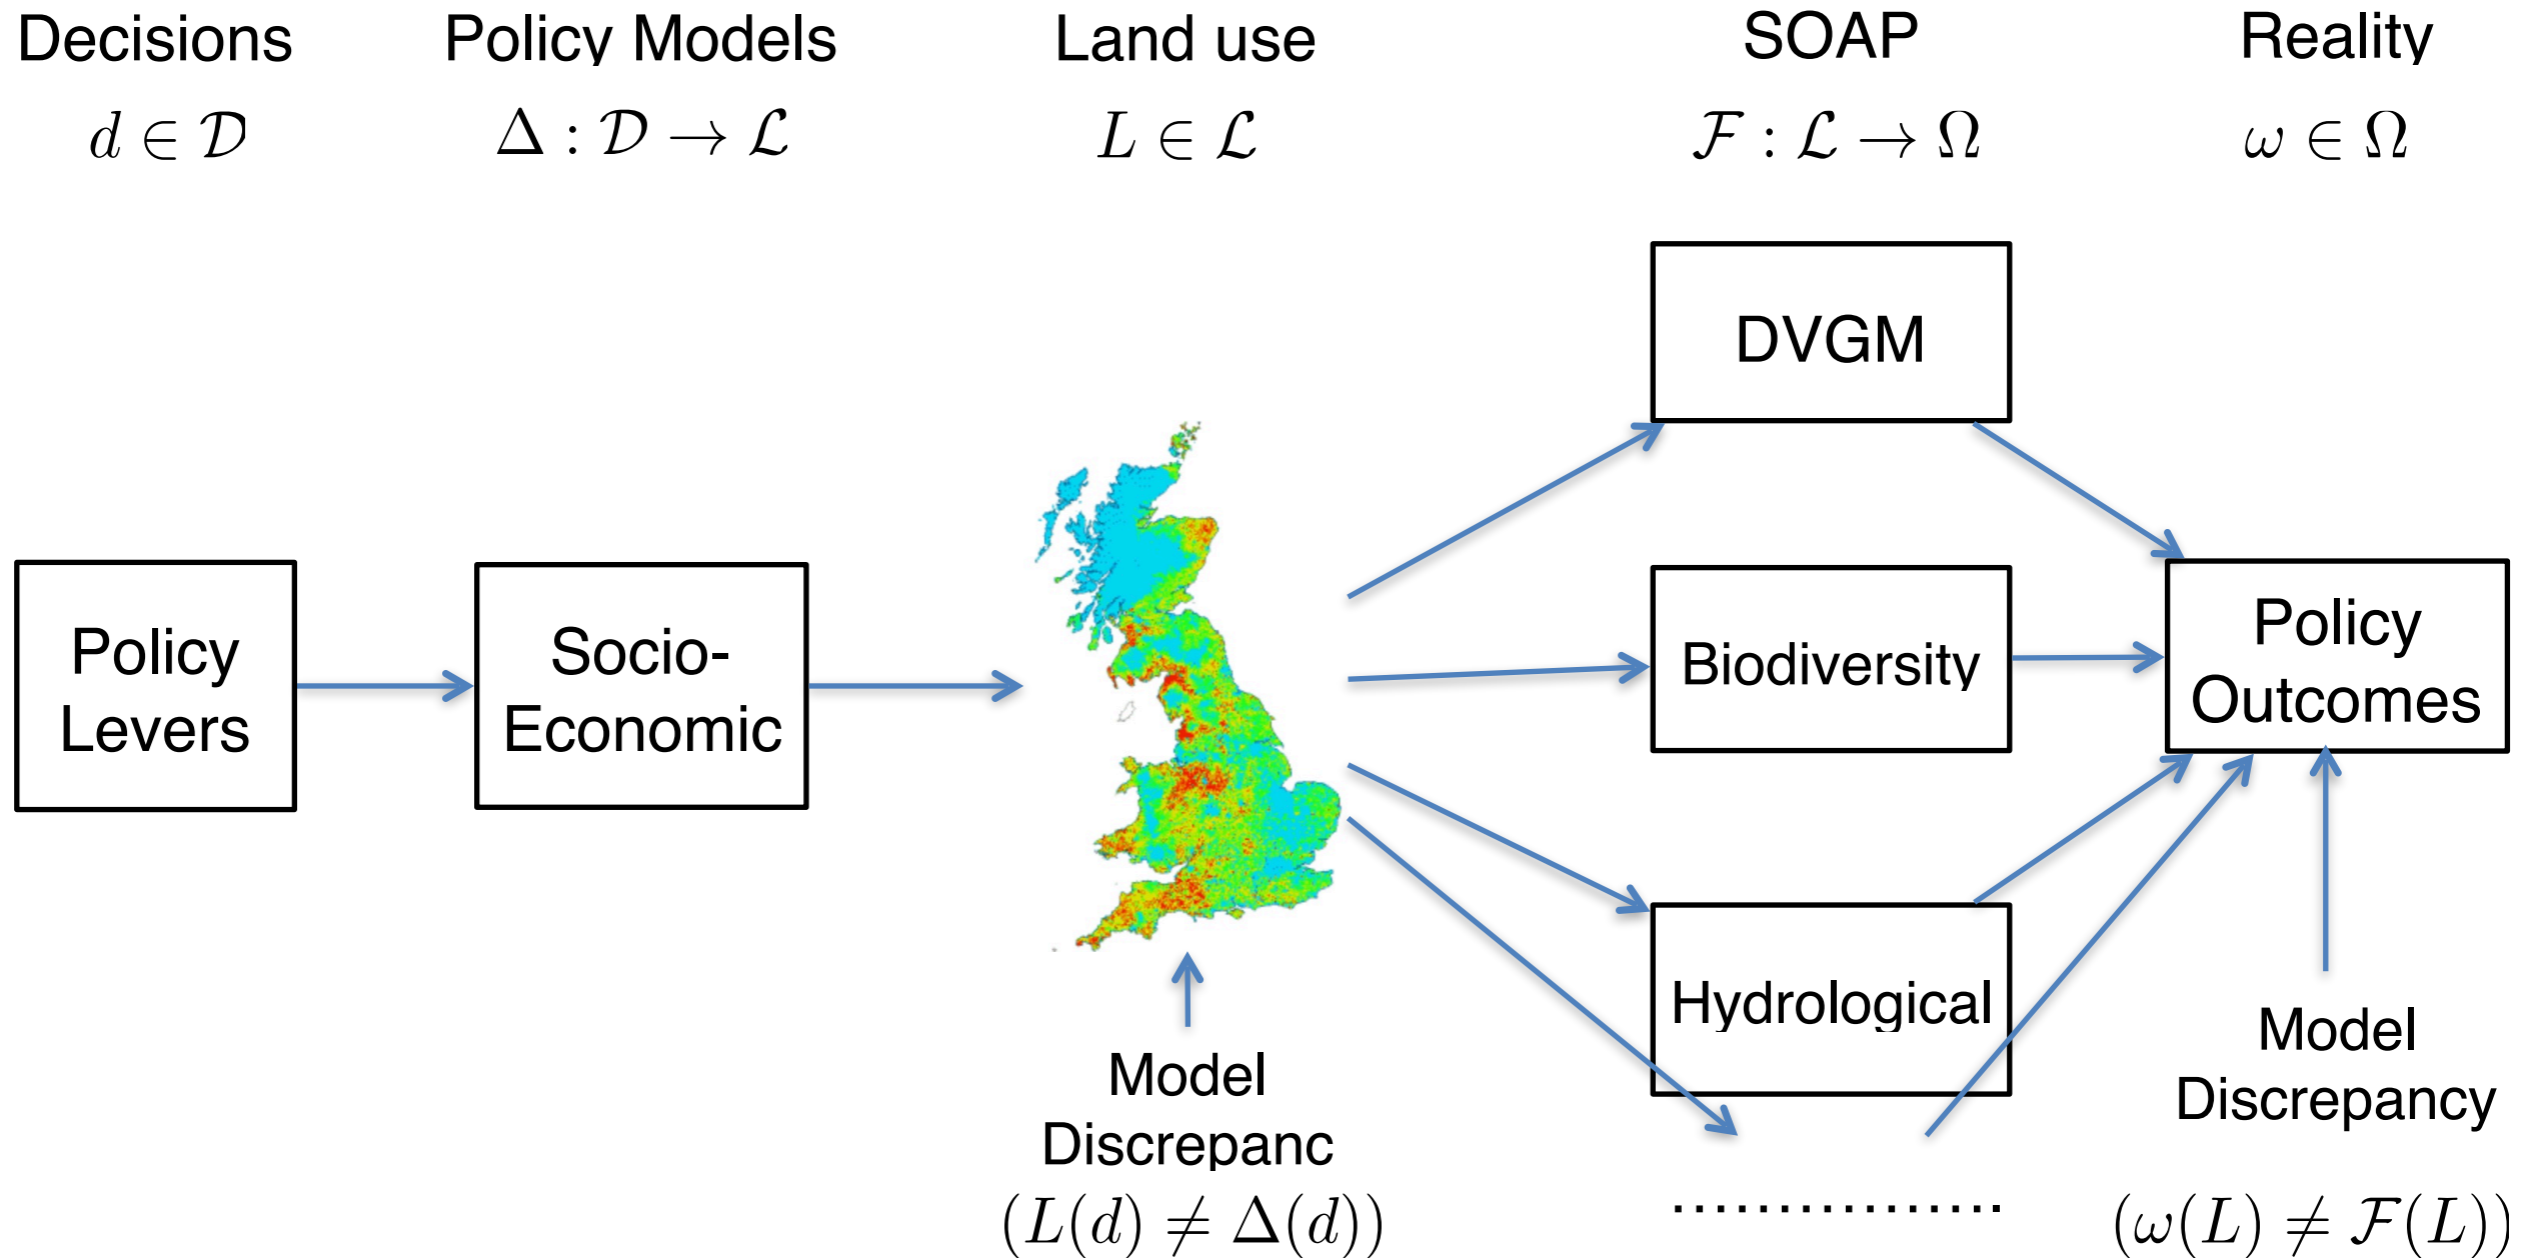 Decisions
Policy Models
Land use
SOAP
Reality
d ∈ 𝒟
Δ : 𝒟 → ℒ
L ∈ ℒ
ℱ : ℒ → Ω
ω ∈ Ω
Policy
Levers
Socio-
Economic
DVGM
Biodiversity
Hydrological
...............
Policy
Outcomes
Model
Discrepanc
(L(d) ≠ Δ(d))
Model
Discrepancy
(ω(L) ≠ ℱ(L))